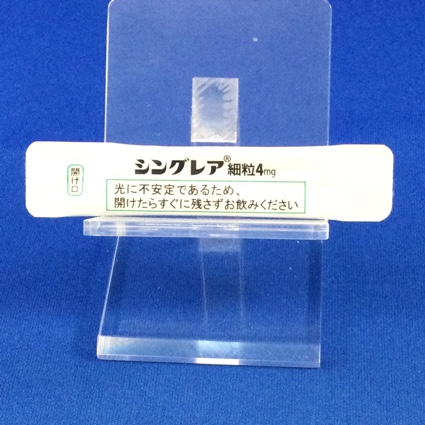 開け口
シングレア® 細粒4mg
光に不安定であるため、
開けたらすぐに残さずお飲みください